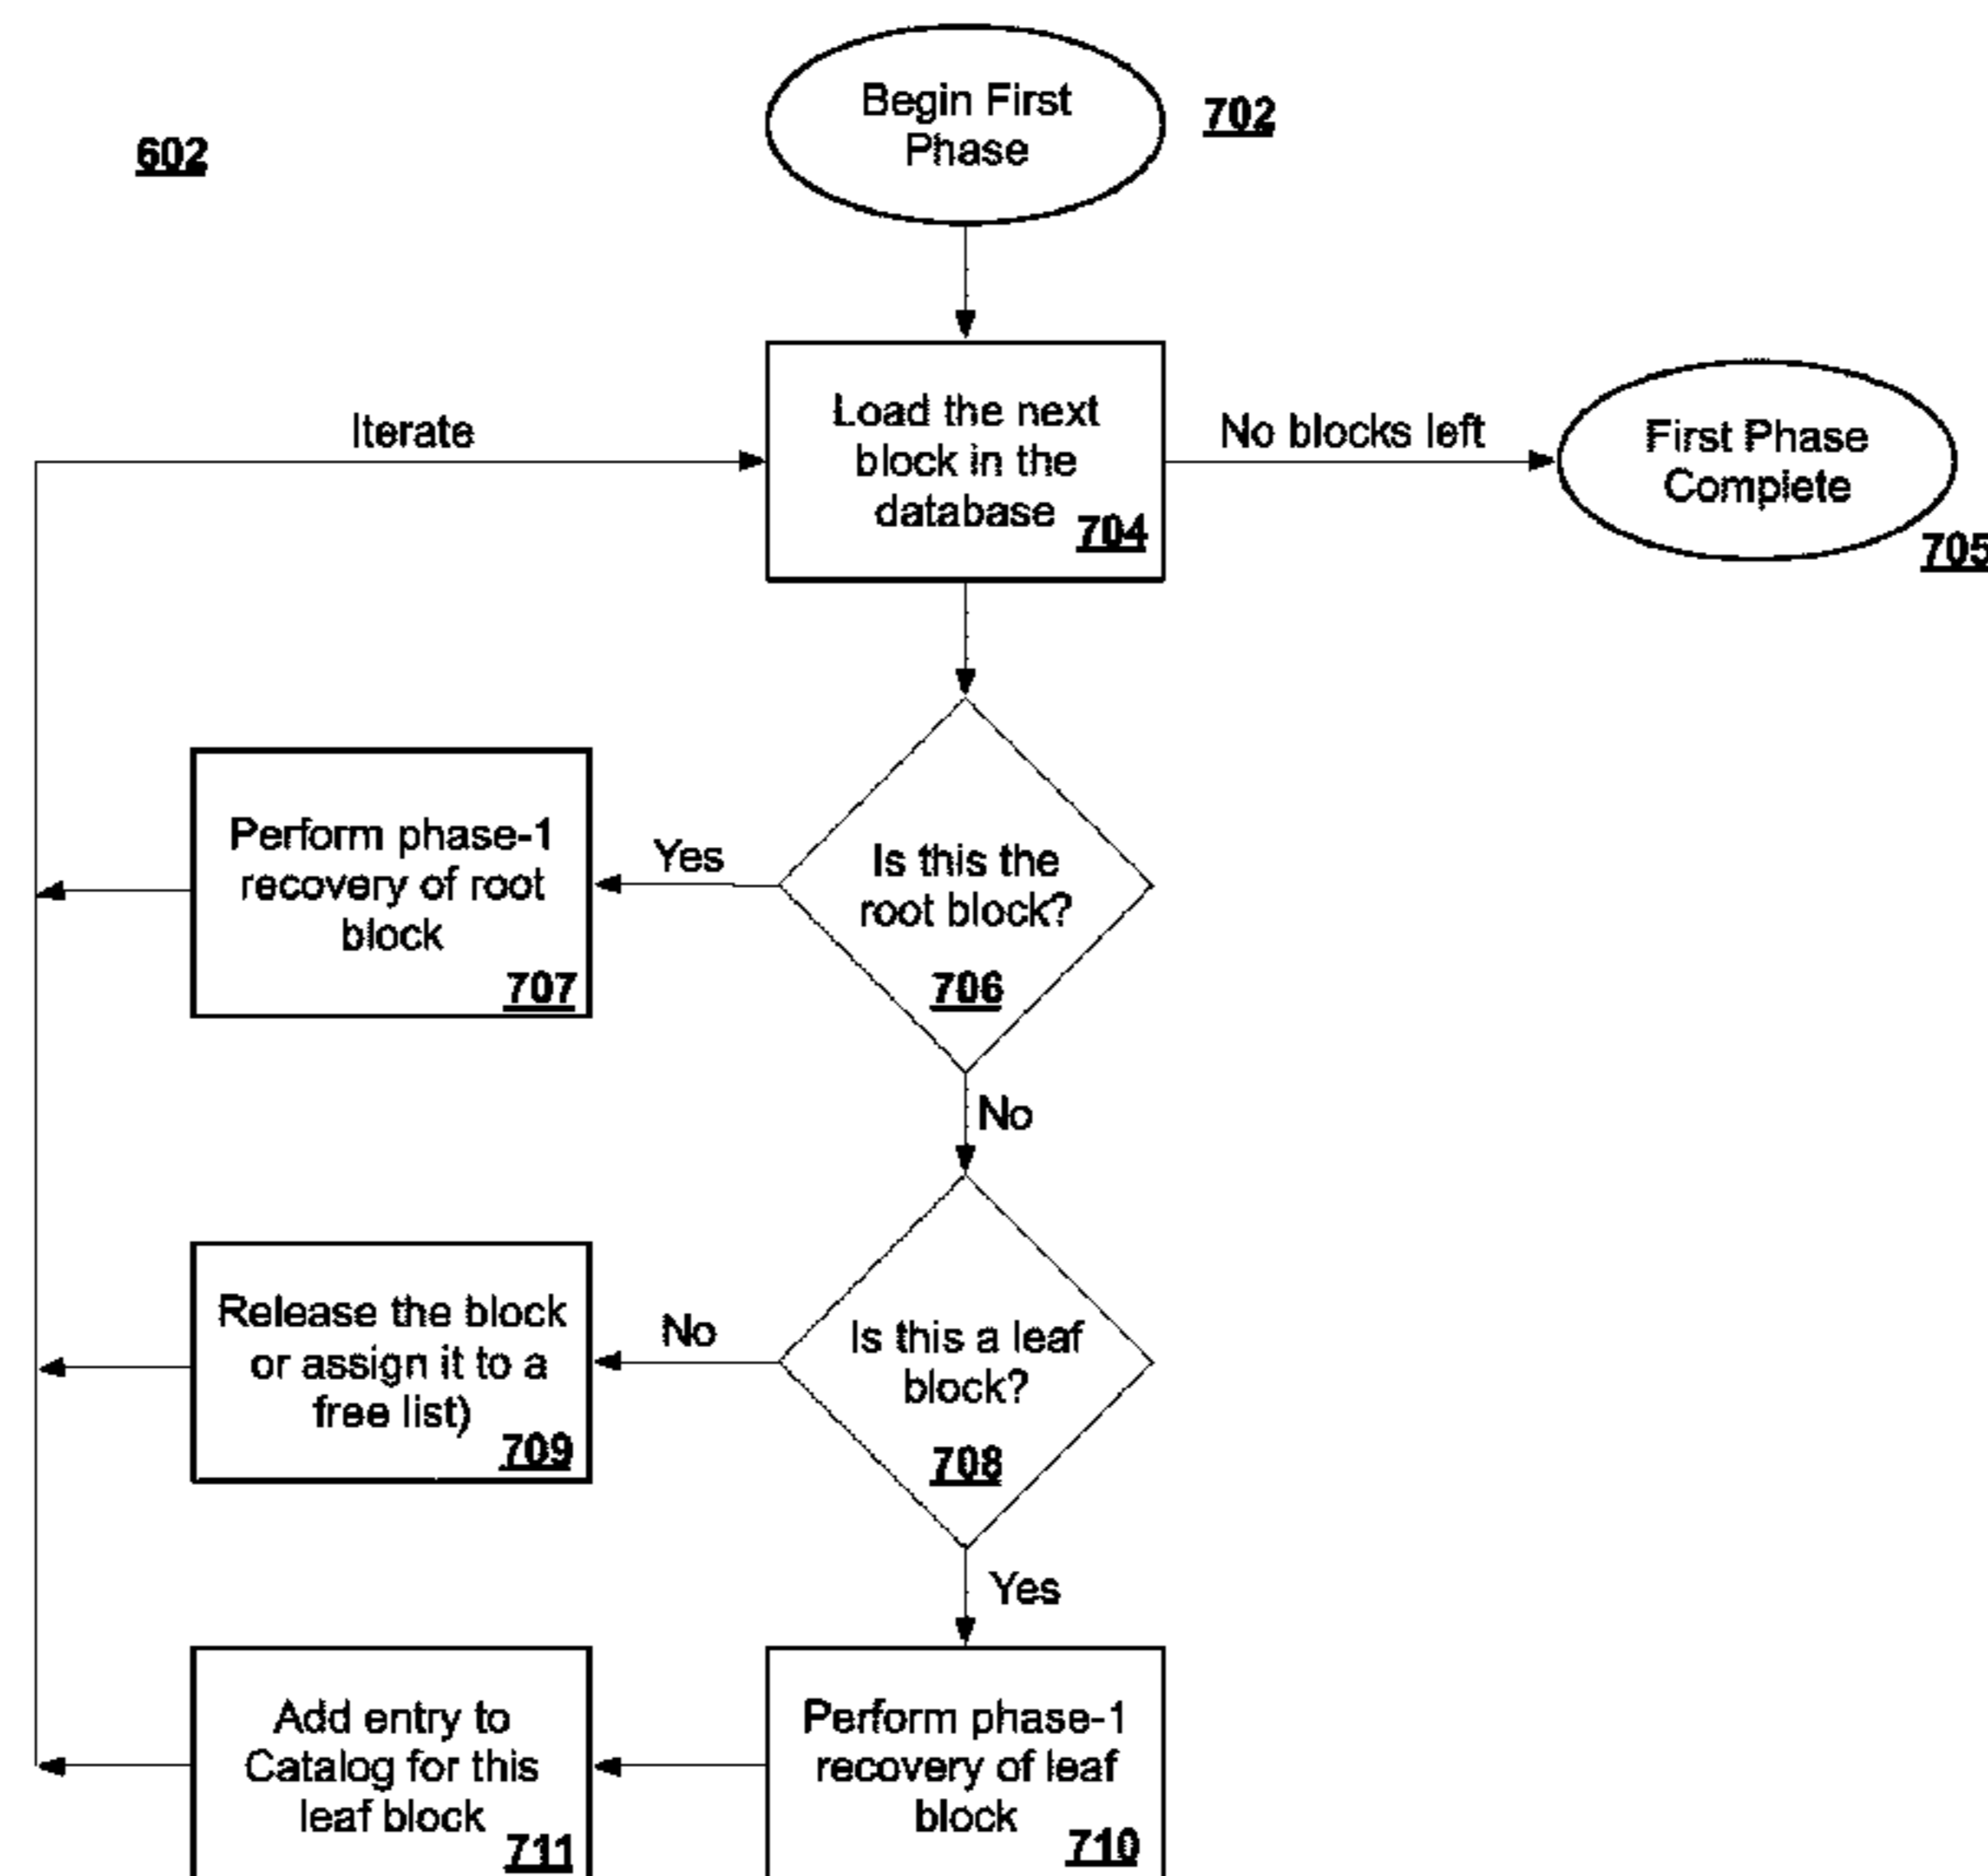 Begin First
Phase
702
602
Iterate
Load the next
block in the
database
704
No blocks left
First Phase
Complete
705
Perform phase-1
recovery of root
block
707
Yes
Is this the
root block?
706
No
Release the block
or assign it to a
free list)
709
No
Is this a leaf
block?
708
Yes
Add entry to
Catalog for this
leaf block
711
Perform phase-1
recovery of leaf
block
710